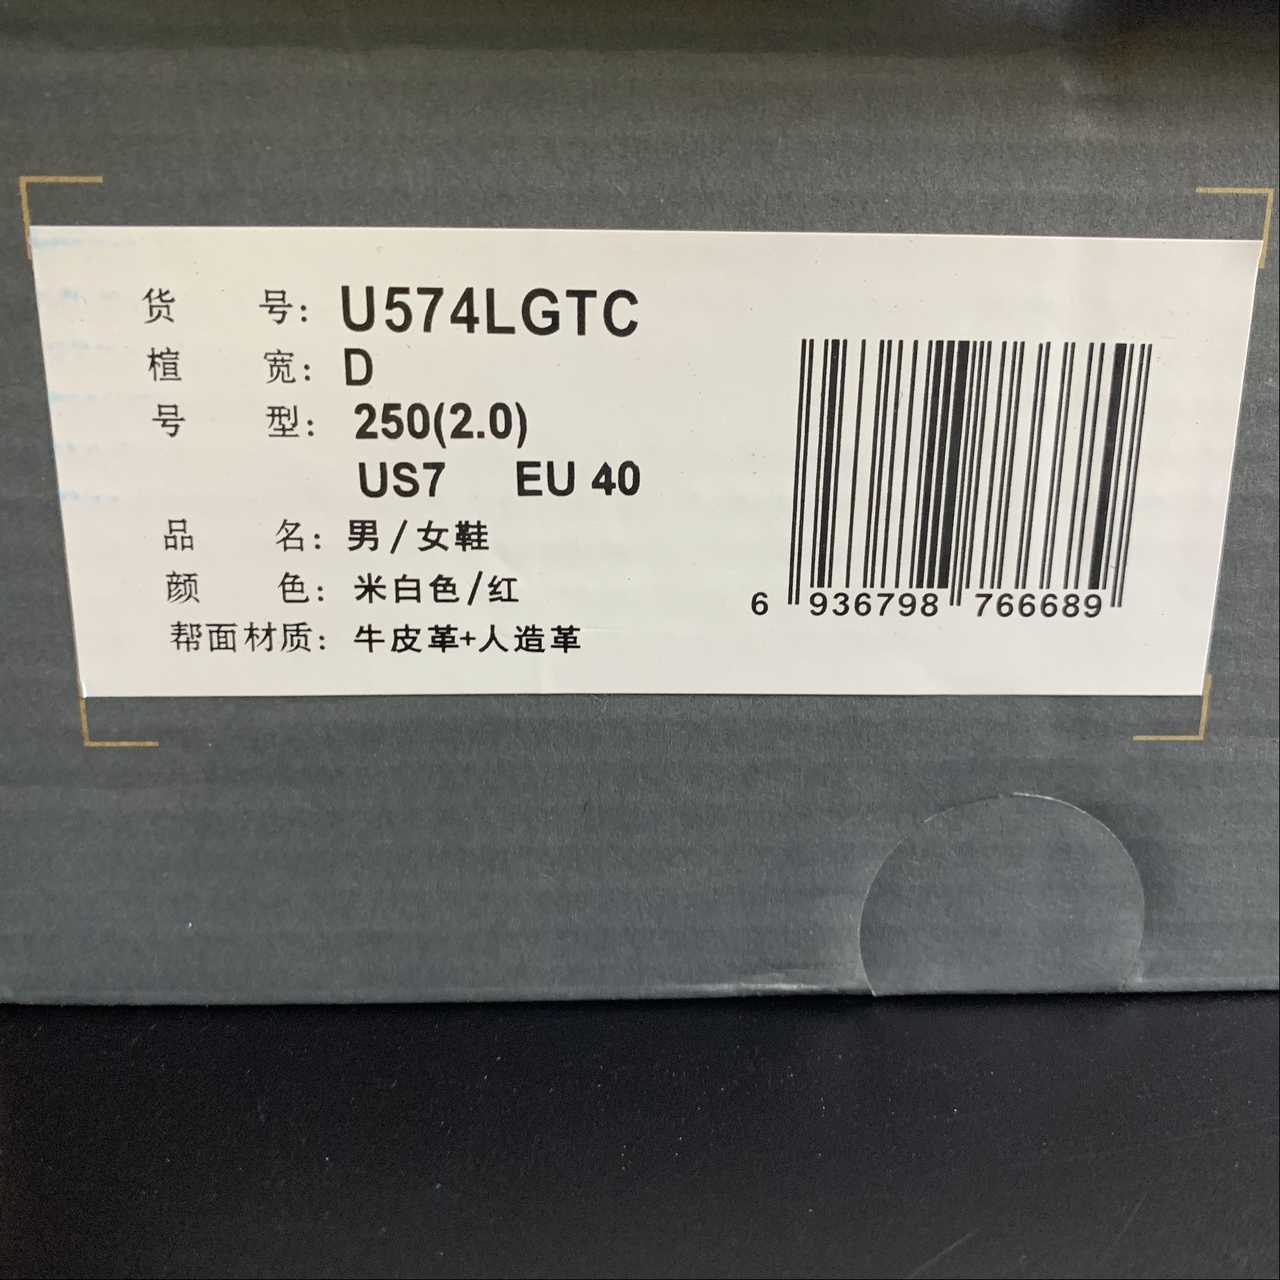 货 号: U574LGTC
楦 宽: D
号 型: 250(2.0)
US7 EU 40
品 名: 男/女鞋
颜 色: 米白色/红
帮面材质: 牛皮革+人造革
6 936798 766689